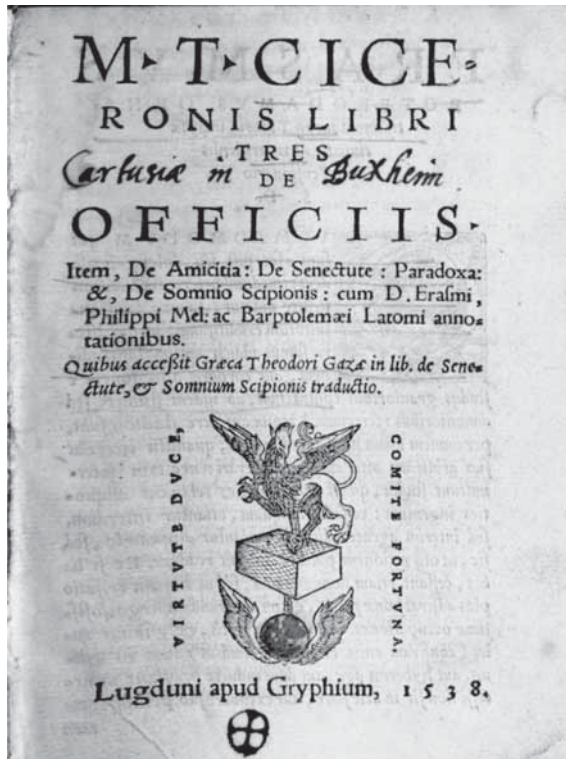 M·T·CICE-
RONIS LIBRI
TRES
Cartusiæ in Buxheim
DE
OFFICIIS·
Item, De Amicitia: De Senectute: Paradoxa:
&, De Somnio Scipionis: cum D. Erasmi,
Philippi Mel: ac Barptolemæi Latomi anno-
tationibus.
Quibus acceßit Græca Theodori Gazæ in lib. de Sene-
ctute, & Somnium Scipionis traductio.
VIRTVTE DVCE,
COMITE FORTVNA.
Lugduni apud Gryphium, 1538.